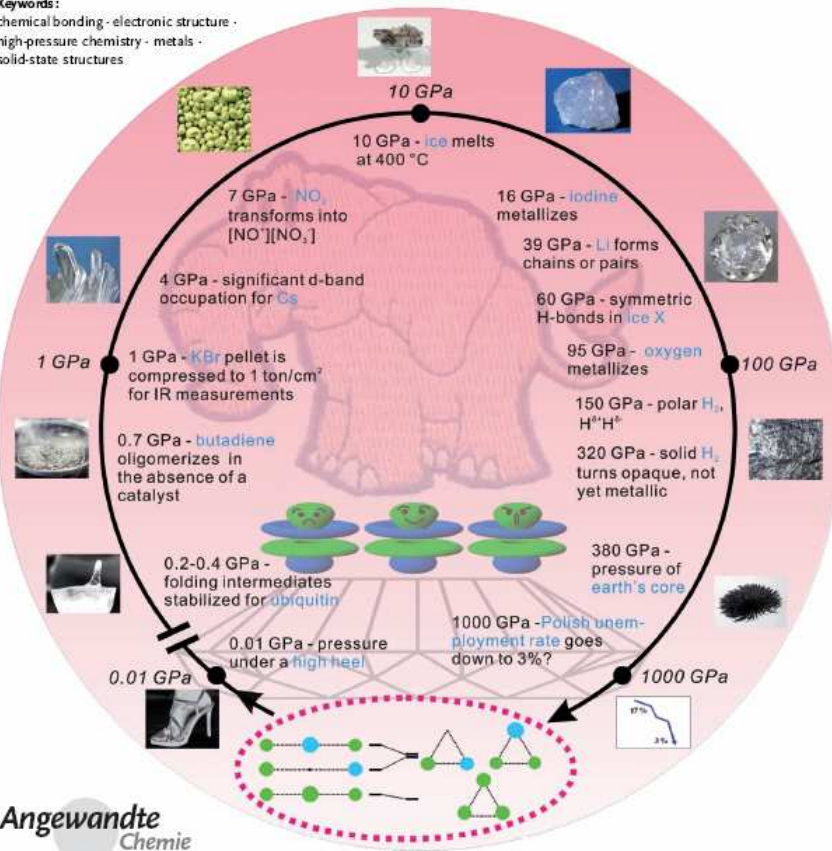 Keywords:
chemical bonding · electronic structure ·
high-pressure chemistry · metals ·
solid-state structures
10 GPa
10 GPa - ice melts
at 400 °C
7 GPa - NO₂
transforms into
[NO⁺][NO₃⁻]
4 GPa - significant d-band
occupation for Cs
1 GPa
1 GPa - KBr pellet is
compressed to 1 ton/cm²
for IR measurements
0.7 GPa - butadiene
oligomerizes in
the absence of a
catalyst
0.2-0.4 GPa -
folding intermediates
stabilized for ubiquitin
0.01 GPa - pressure
under a high heel
0.01 GPa
16 GPa - iodine
metallizes
39 GPa - Li forms
chains or pairs
60 GPa - symmetric
H-bonds in ice X
95 GPa - oxygen
metallizes
100 GPa
150 GPa - polar H₂,
Hᵟ⁺Hᵟ⁻
320 GPa - solid H₂
turns opaque, not
yet metallic
380 GPa -
pressure of
earth's core
1000 GPa -Polish unem-
ployment rate goes
down to 3%?
1000 GPa
17%
3%
Angewandte
Chemie